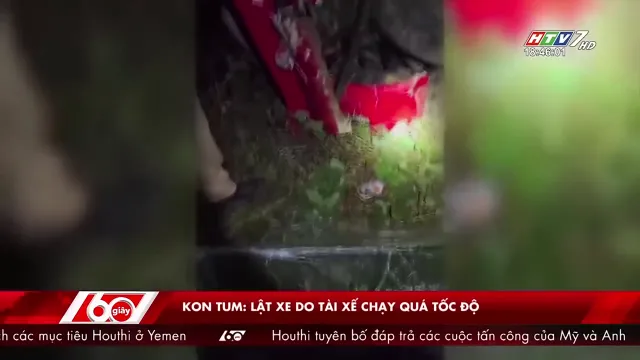 HTV7 HD
18:46:01
60 giây
KON TUM: LẬT XE DO TÀI XẾ CHẠY QUÁ TỐC ĐỘ
ch các mục tiêu Houthi ở Yemen 60 Houthi tuyên bố đáp trả các cuộc tấn công của Mỹ và Anh